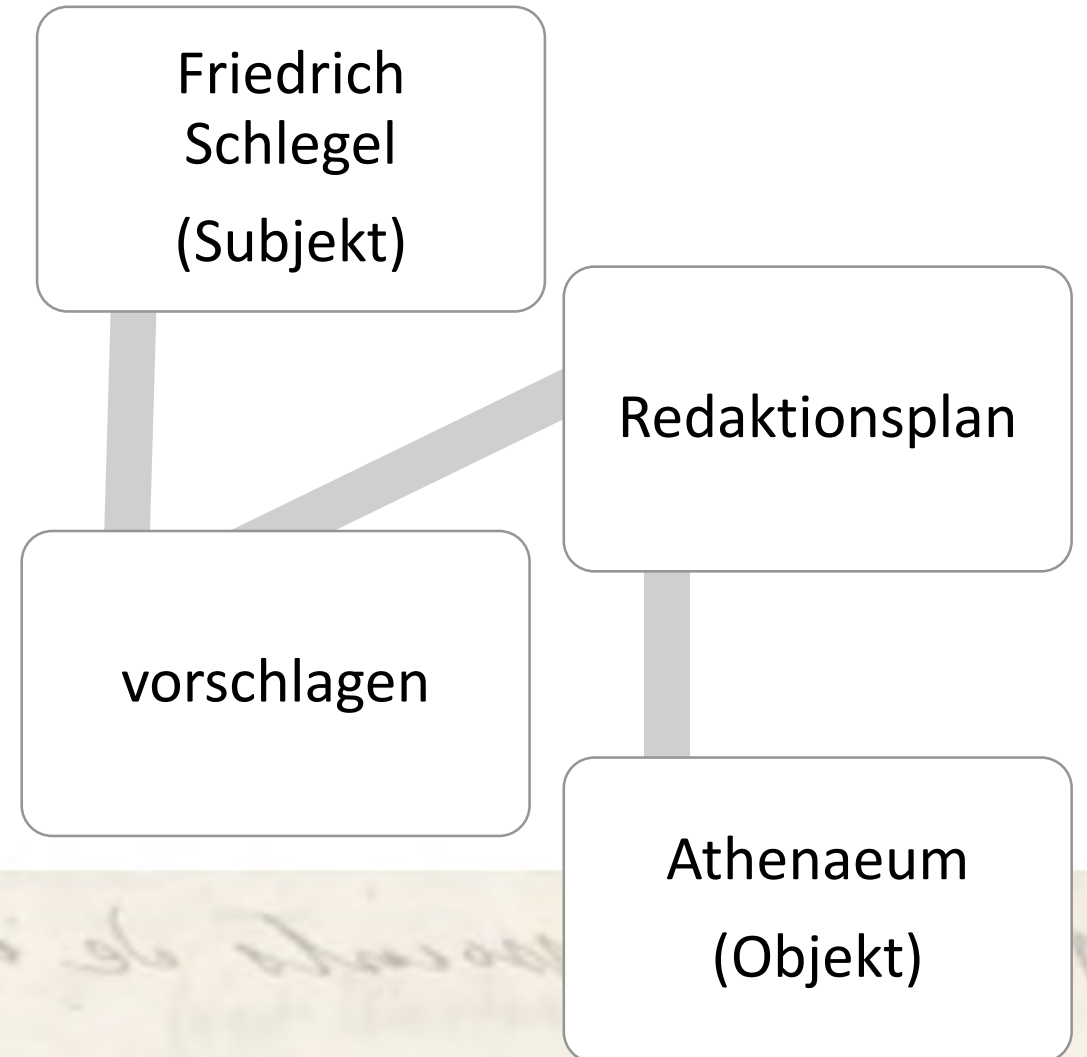 Friedrich
Schlegel
(Subjekt)
vorschlagen
Redaktionsplan
Athenaeum
(Objekt)